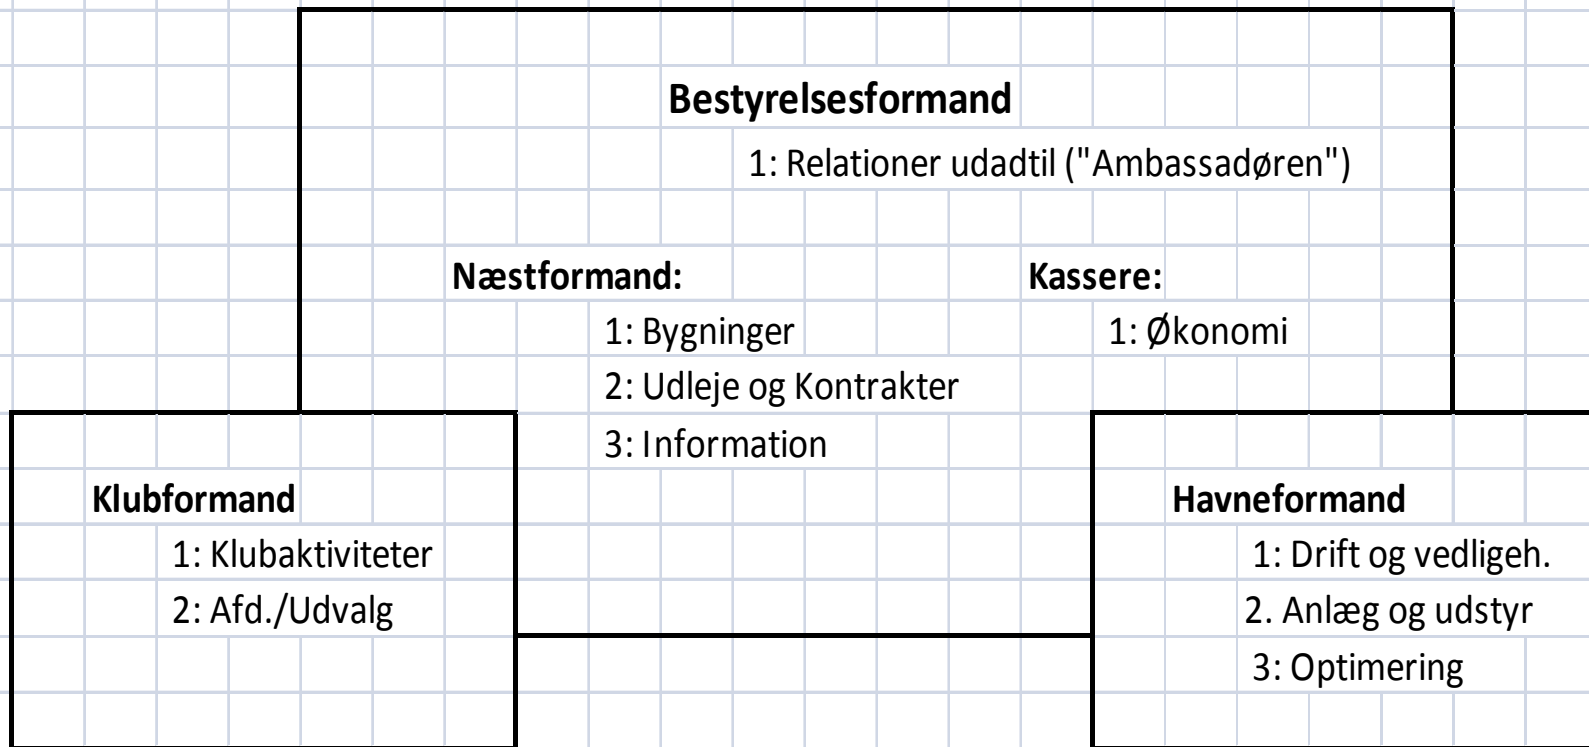 Bestyrelsesformand
1: Relationer udadtil ("Ambassadøren")
Næstformand:
1: Bygninger
2: Udleje og Kontrakter
3: Information
Kassere:
1: Økonomi
Klubformand
1: Klubaktiviteter
2: Afd./Udvalg
Havneformand
1: Drift og vedligeh.
2. Anlæg og udstyr
3: Optimering